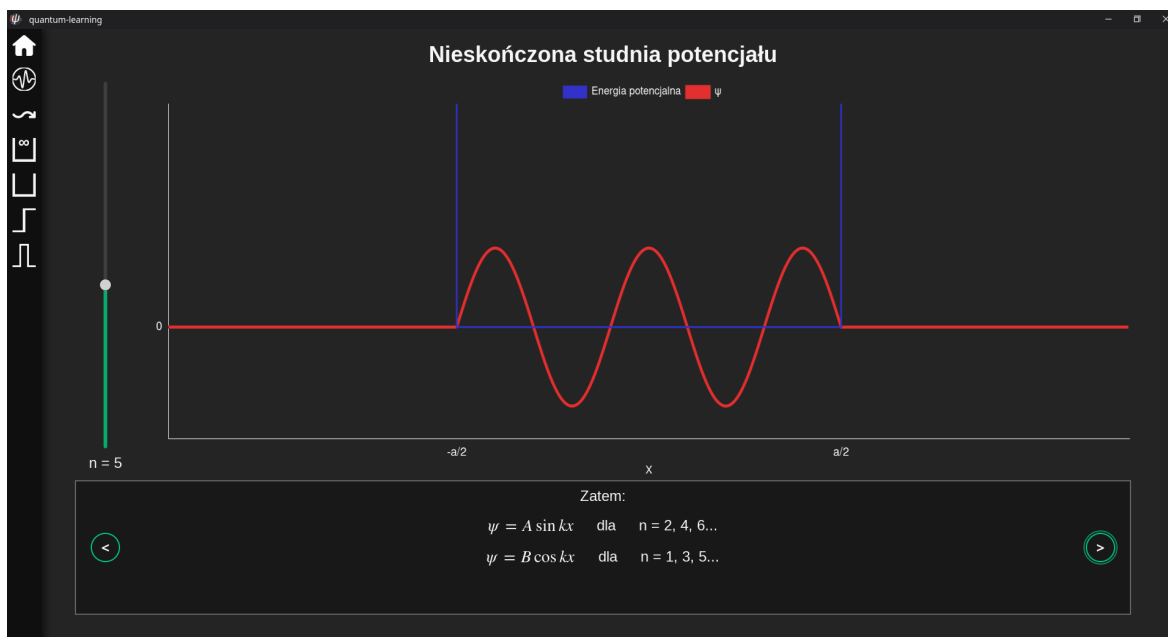 ψ quantum-learning
Nieskończona studnia potencjału
Energia potencjalna ψ
∞
0
-a/2 a/2
x
n = 5
Zatem:
ψ = A sin kx dla n = 2, 4, 6...
< >
ψ = B cos kx dla n = 1, 3, 5...